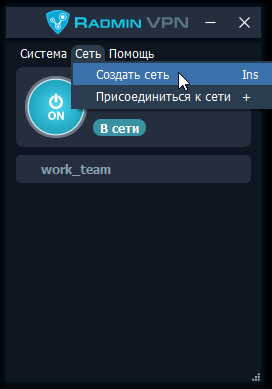 RADMIN VPN
Система Сеть Помощь
Создать сеть Ins
Присоединиться к сети +
ON
В сети
work_team